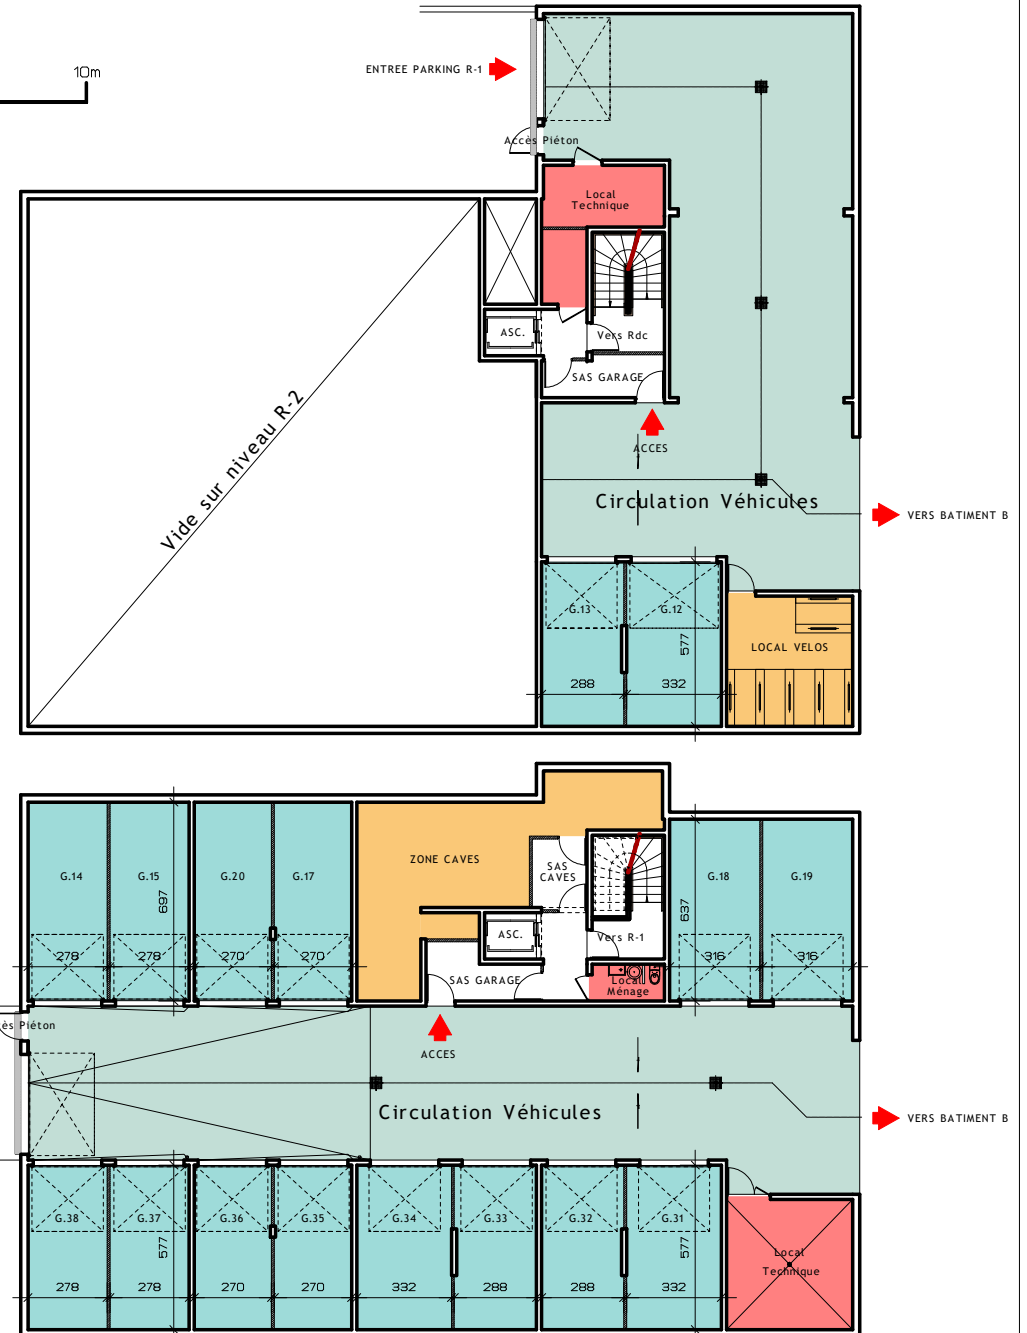 10m
ENTREE PARKING R-1
Accès Piéton
Local
Technique
ASC.
Vers Rdc
SAS GARAGE
ACCES
Vide sur niveau R-2
Circulation Véhicules
VERS BATIMENT B
G.13
G.12
577
288
332
LOCAL VELOS
G.14
G.15
G.20
G.17
ZONE CAVES
SAS
CAVES
G.18
G.19
697
637
ASC.
Vers R-1
278
278
270
270
316
316
SAS GARAGE
Local
Ménage
ès Piéton
ACCES
Circulation Véhicules
VERS BATIMENT B
G.38
G.37
G.36
G.35
G.34
G.33
G.32
G.31
577
577
Local
Technique
278
278
270
270
332
288
288
332